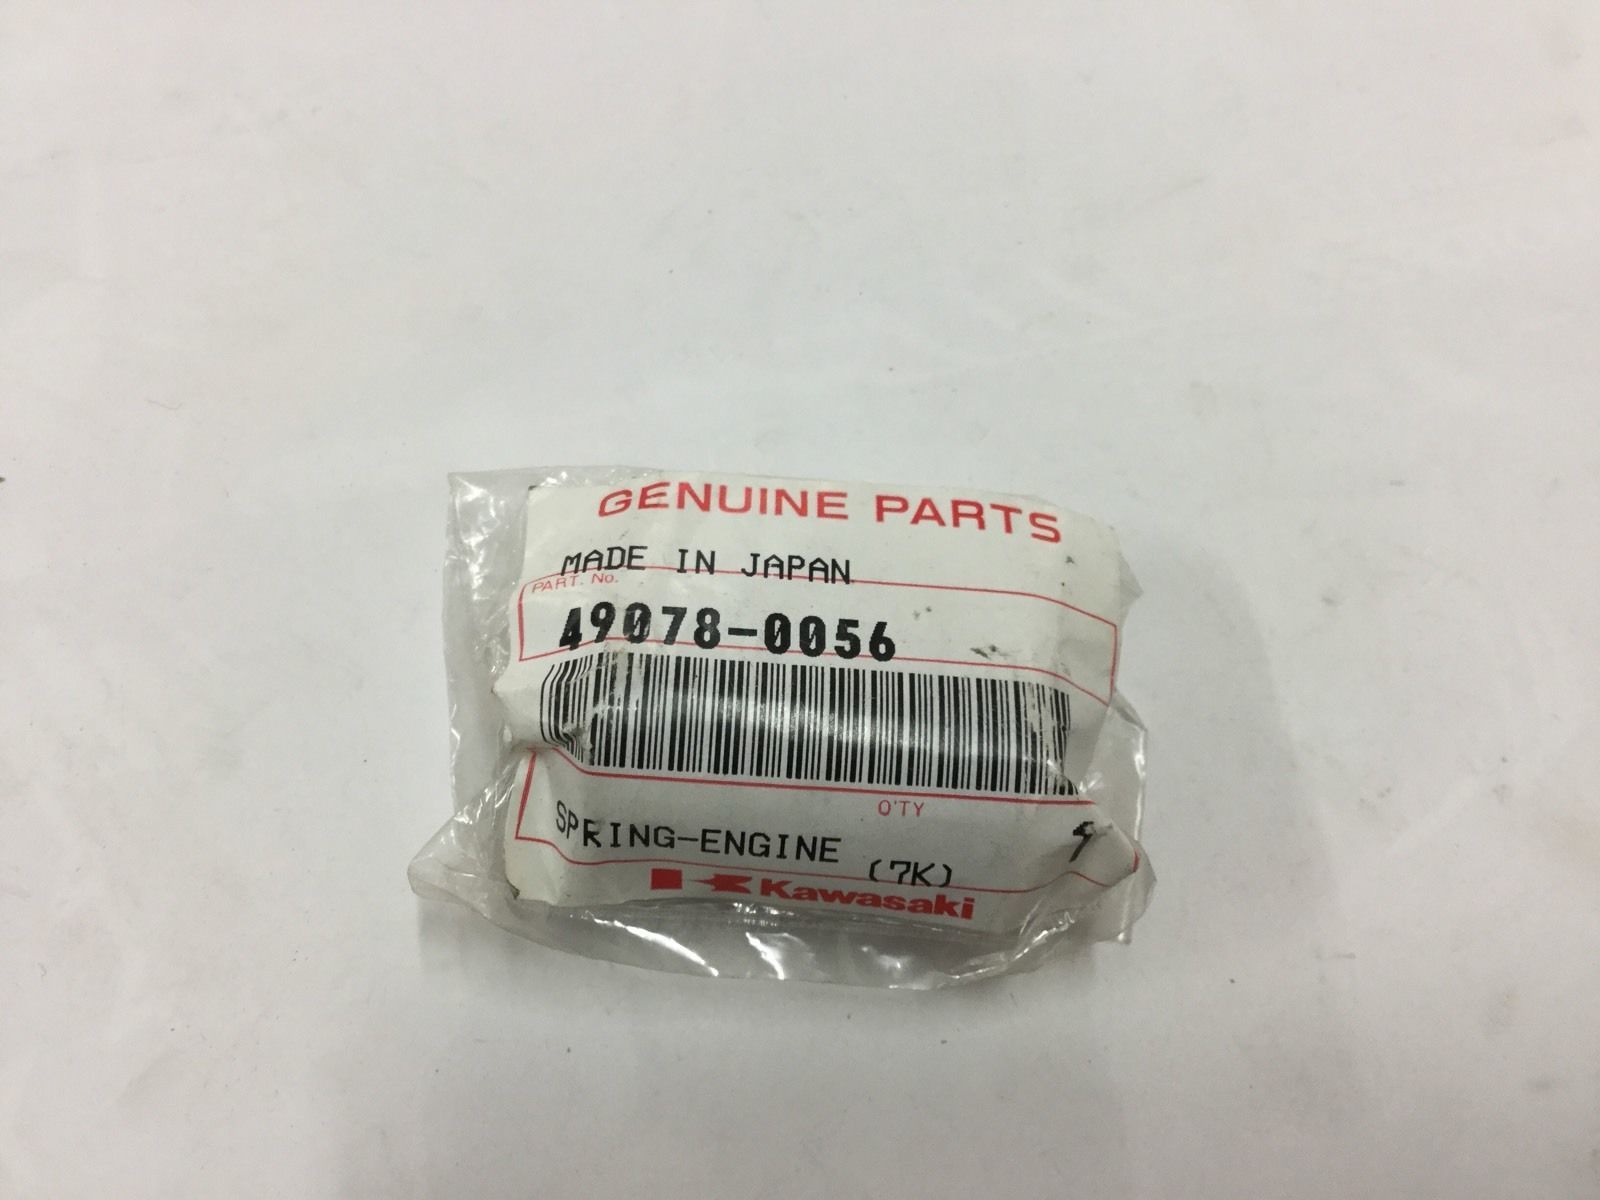 GENUINE PARTS
MADE IN JAPAN
PART. No.
49078-0056
Q'TY
SPRING-ENGINE (7K)
Kawasaki